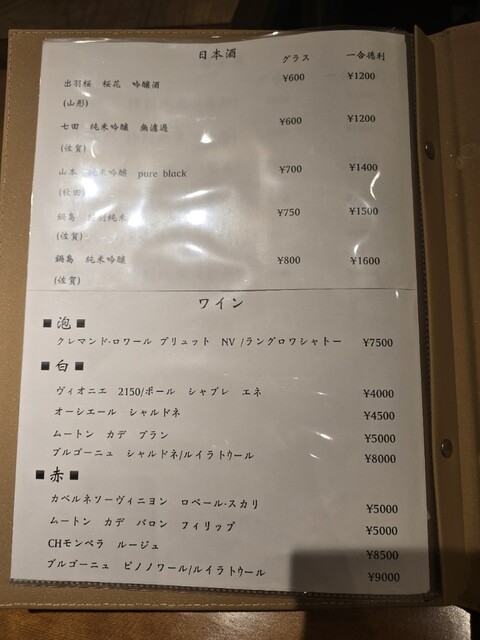 日本酒 グラス 一合徳利
出羽桜 桜花 吟醸酒 ¥600 ¥1200
(山形)
七田 純米吟醸 無濾過 ¥600 ¥1200
(佐賀)
山本 純米吟醸 pure black ¥700 ¥1400
(秋田)
鍋島 特別純米 ¥750 ¥1500
(佐賀)
鍋島 純米吟醸 ¥800 ¥1600
(佐賀)
ワイン
■泡■
クレマンド・ロワール ブリュット NV /ラングロワシャトー ¥7500
■白■
ヴィオニエ 2150/ポール シャブレ エネ ¥4000
オーシエール シャルドネ ¥4500
ムートン カデ ブラン ¥5000
ブルゴーニュ シャルドネ/ルイラトウール ¥8000
■赤■
カベルネソーヴィニヨン ロベール・スカリ ¥5000
ムートン カデ バロン フィリップ ¥5000
CHモンペラ ルージュ ¥8500
ブルゴーニュ ピノノワール/ルイラトウール ¥9000